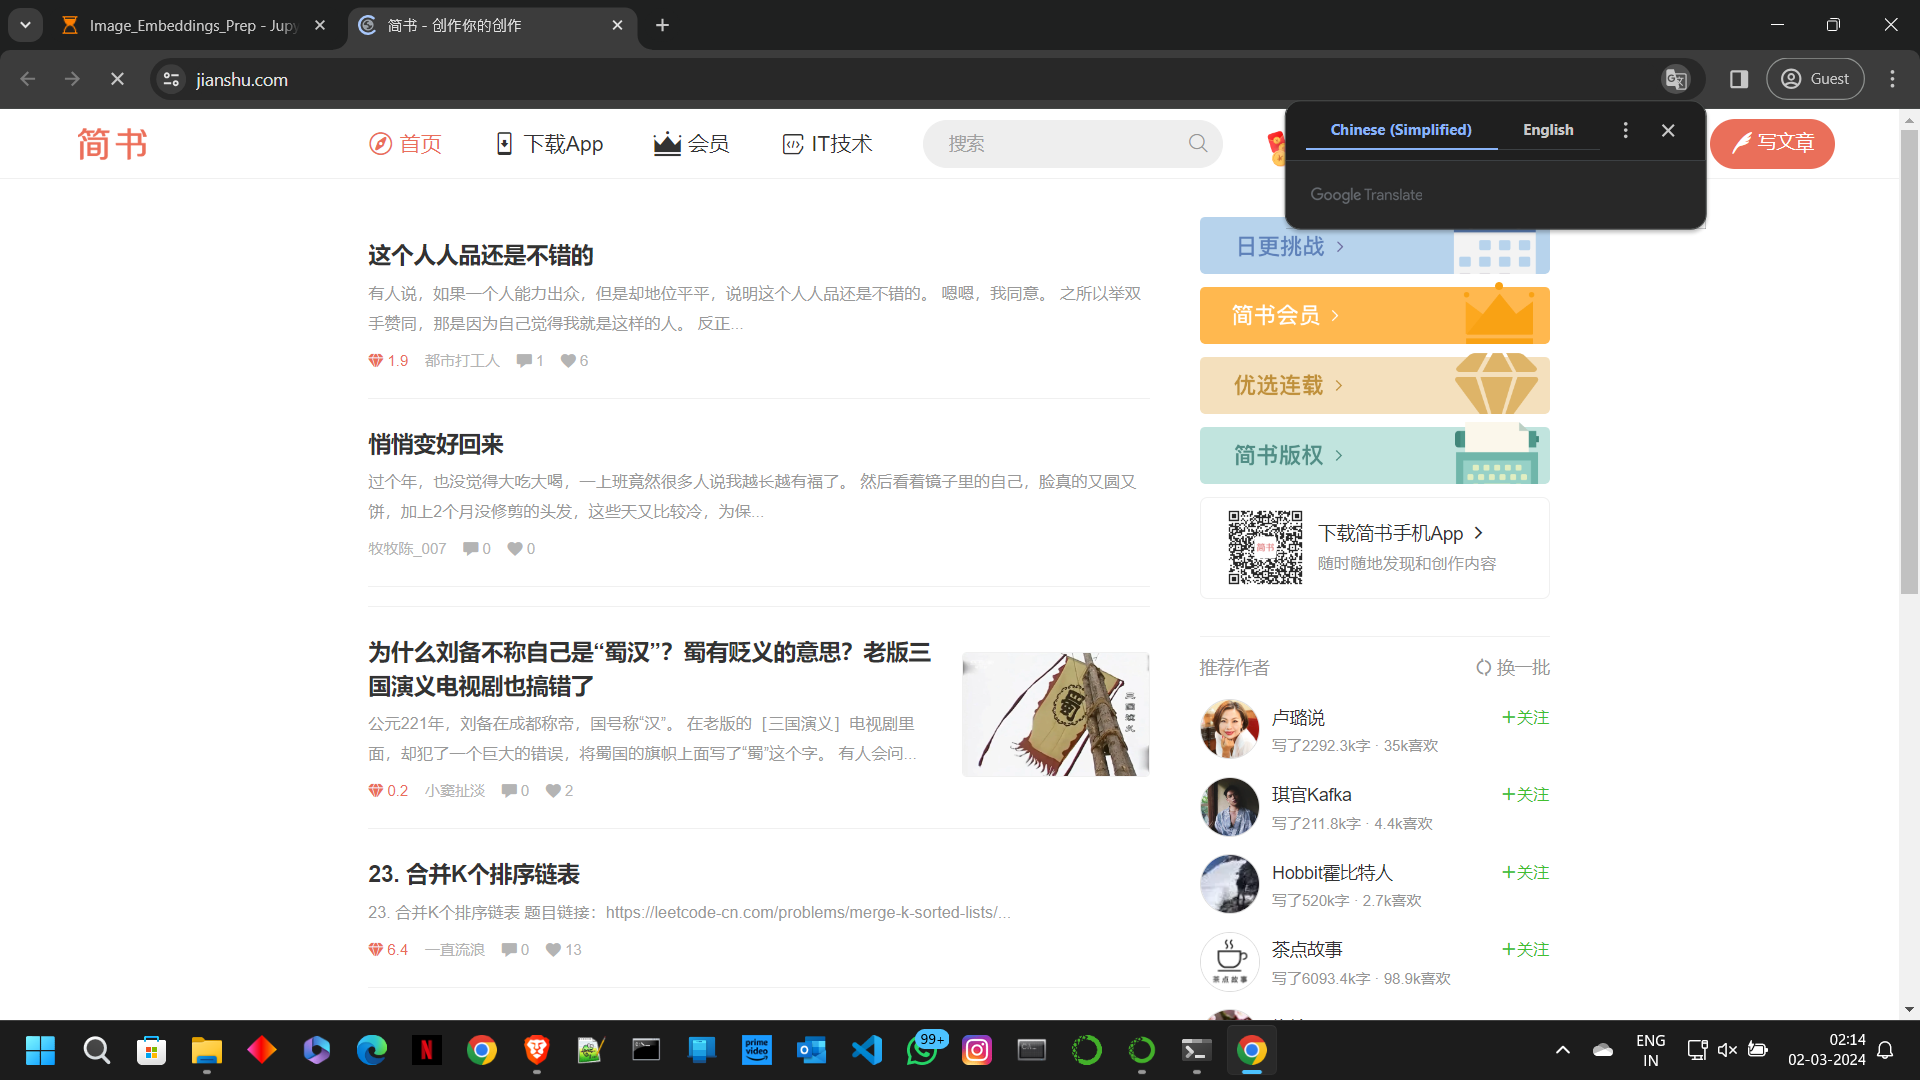 Image_Embeddings_Prep - Jupy
简书 - 创作你的创作
jianshu.com
Guest
简书
首页
下载App
会员
IT技术
搜索
Chinese (Simplified)
English
Google Translate
写文章
这个人人品还是不错的
有人说，如果一个人能力出众，但是却地位平平，说明这个人人品还是不错的。 嗯嗯，我同意。 之所以举双
手赞同，那是因为自己觉得我就是这样的人。 反正...
1.9 都市打工人 1 6
悄悄变好回来
过个年，也没觉得大吃大喝，一上班竟然很多人说我越长越有福了。 然后看着镜子里的自己，脸真的又圆又
饼，加上2个月没修剪的头发，这些天又比较冷，为保...
牧牧陈_007 0 0
为什么刘备不称自己是“蜀汉”？蜀有贬义的意思？老版三
国演义电视剧也搞错了
公元221年，刘备在成都称帝，国号称“汉”。 在老版的［三国演义］电视剧里
面，却犯了一个巨大的错误，将蜀国的旗帜上面写了“蜀”这个字。 有人会问...
0.2 小窦扯淡 0 2
蜀
三国演义
23. 合并K个排序链表
23. 合并K个排序链表 题目链接：https://leetcode-cn.com/problems/merge-k-sorted-lists/...
6.4 一直流浪 0 13
日更挑战
简书会员
优选连载
简书版权
简书
下载简书手机App
随时随地发现和创作内容
推荐作者
换一批
卢璐说
+关注
写了2292.3k字 · 35k喜欢
琪官Kafka
+关注
写了211.8k字 · 4.4k喜欢
Hobbit霍比特人
+关注
写了520k字 · 2.7k喜欢
茶点故事
+关注
写了6093.4k字 · 98.9k喜欢
茶点故事
prime video
99+
ENG
IN
02:14
02-03-2024